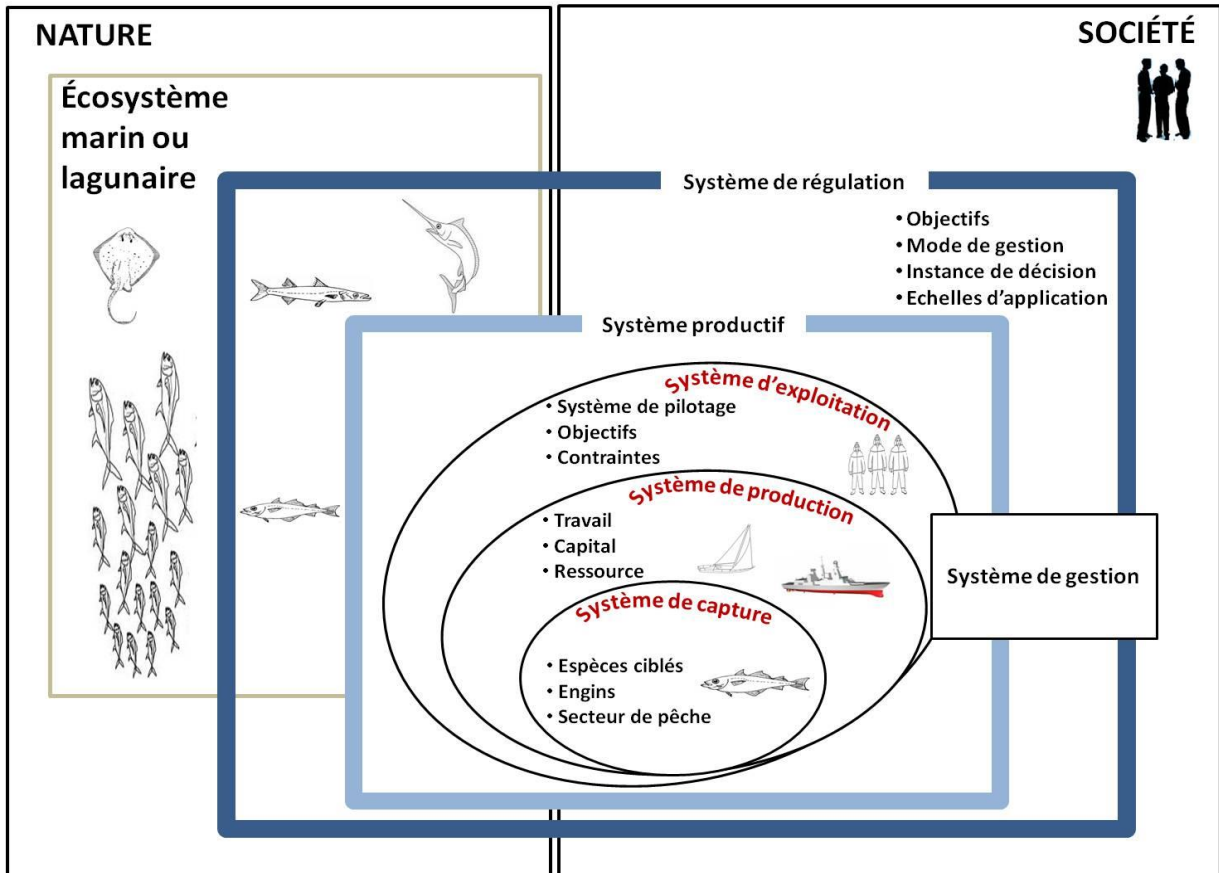 NATURE
SOCIÉTÉ
Écosystème
marin ou
lagunaire
Système de régulation
• Objectifs
• Mode de gestion
• Instance de décision
• Echelles d'application
Système productif
Système d'exploitation
• Système de pilotage
• Objectifs
• Contraintes
Système de production
• Travail
• Capital
• Ressource
Système de gestion
Système de capture
• Espèces ciblés
• Engins
• Secteur de pêche